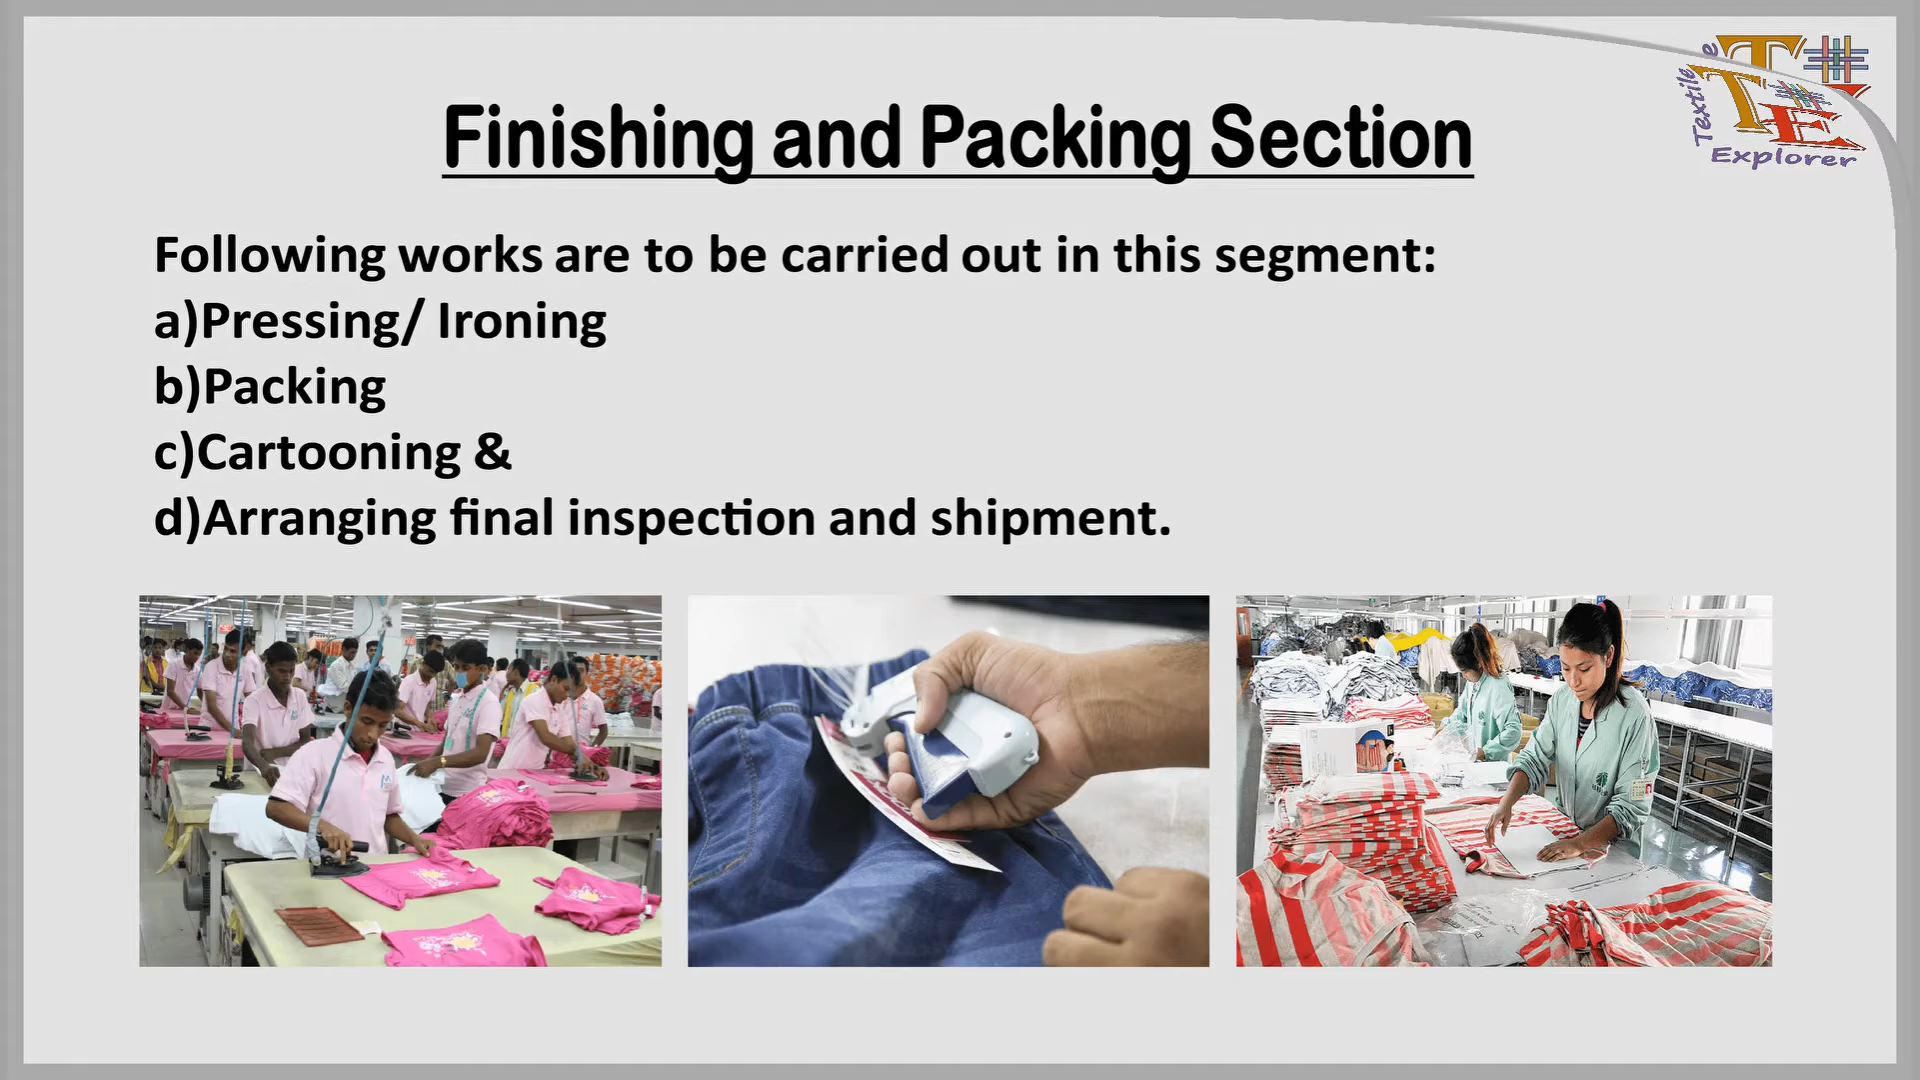 Finishing and Packing Section
Following works are to be carried out in this segment:
a)Pressing/ Ironing
b)Packing
c)Cartooning &
d)Arranging final inspection and shipment.
Textile
TE
Explorer